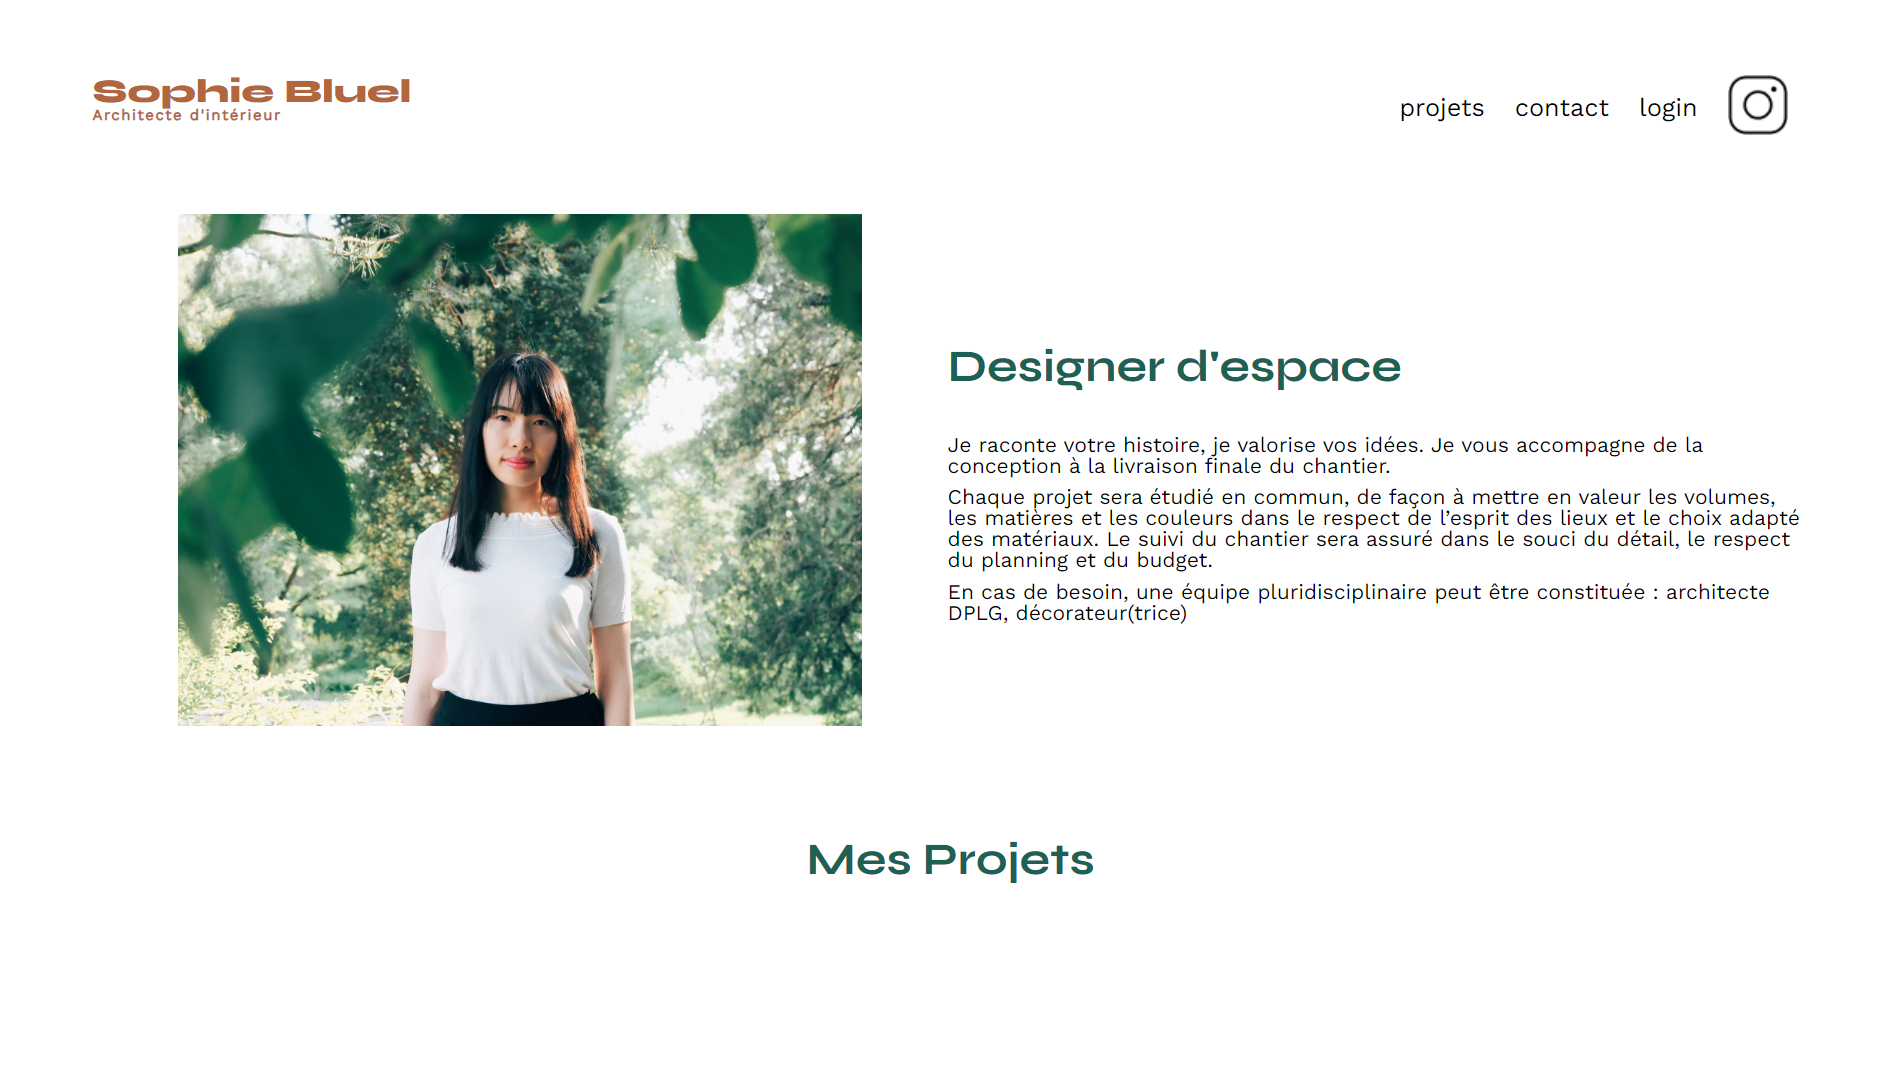 Sophie Bluel
Architecte d'intérieur
projets contact login
Designer d'espace
Je raconte votre histoire, je valorise vos idées. Je vous accompagne de la
conception à la livraison finale du chantier.
Chaque projet sera étudié en commun, de façon à mettre en valeur les volumes,
les matières et les couleurs dans le respect de l’esprit des lieux et le choix adapté
des matériaux. Le suivi du chantier sera assuré dans le souci du détail, le respect
du planning et du budget.
En cas de besoin, une équipe pluridisciplinaire peut être constituée : architecte
DPLG, décorateur(trice)
Mes Projets